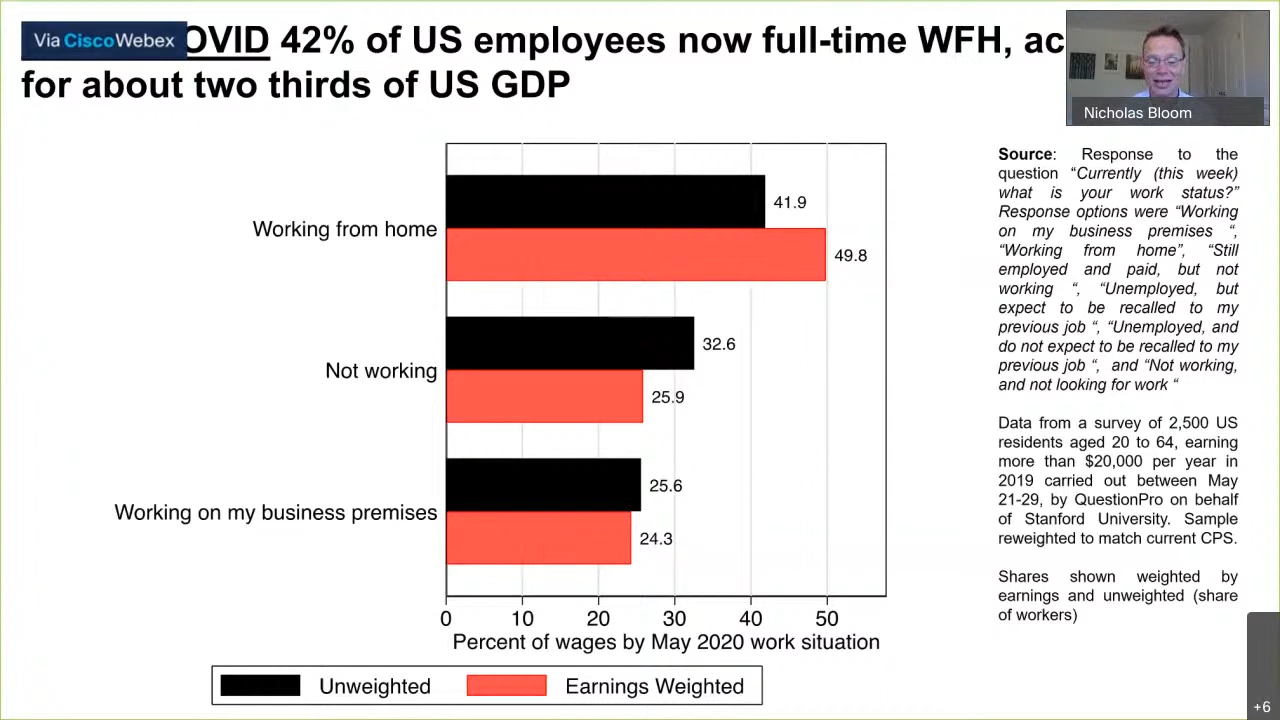 Via Cisco Webex
OVID 42% of US employees now full-time WFH, ac
for about two thirds of US GDP
Nicholas Bloom
Working from home
41.9
49.8
Not working
32.6
25.9
Working on my business premises
25.6
24.3
0 10 20 30 40 50
Percent of wages by May 2020 work situation
Unweighted Earnings Weighted
Source: Response to the
question “Currently (this week)
what is your work status?”
Response options were “Working
on my business premises “,
“Working from home”, “Still
employed and paid, but not
working “, “Unemployed, but
expect to be recalled to my
previous job “, “Unemployed, and
do not expect to be recalled to my
previous job “, and “Not working,
and not looking for work “
Data from a survey of 2,500 US
residents aged 20 to 64, earning
more than $20,000 per year in
2019 carried out between May
21-29, by QuestionPro on behalf
of Stanford University. Sample
reweighted to match current CPS.
Shares shown weighted by
earnings and unweighted (share
of workers)
+6